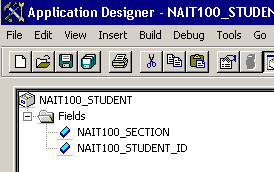 Application Designer - NAIT100_STUDEN
File Edit View Insert Build Debug Tools Go
NAIT100_STUDENT
Fields
NAIT100_SECTION
NAIT100_STUDENT_ID